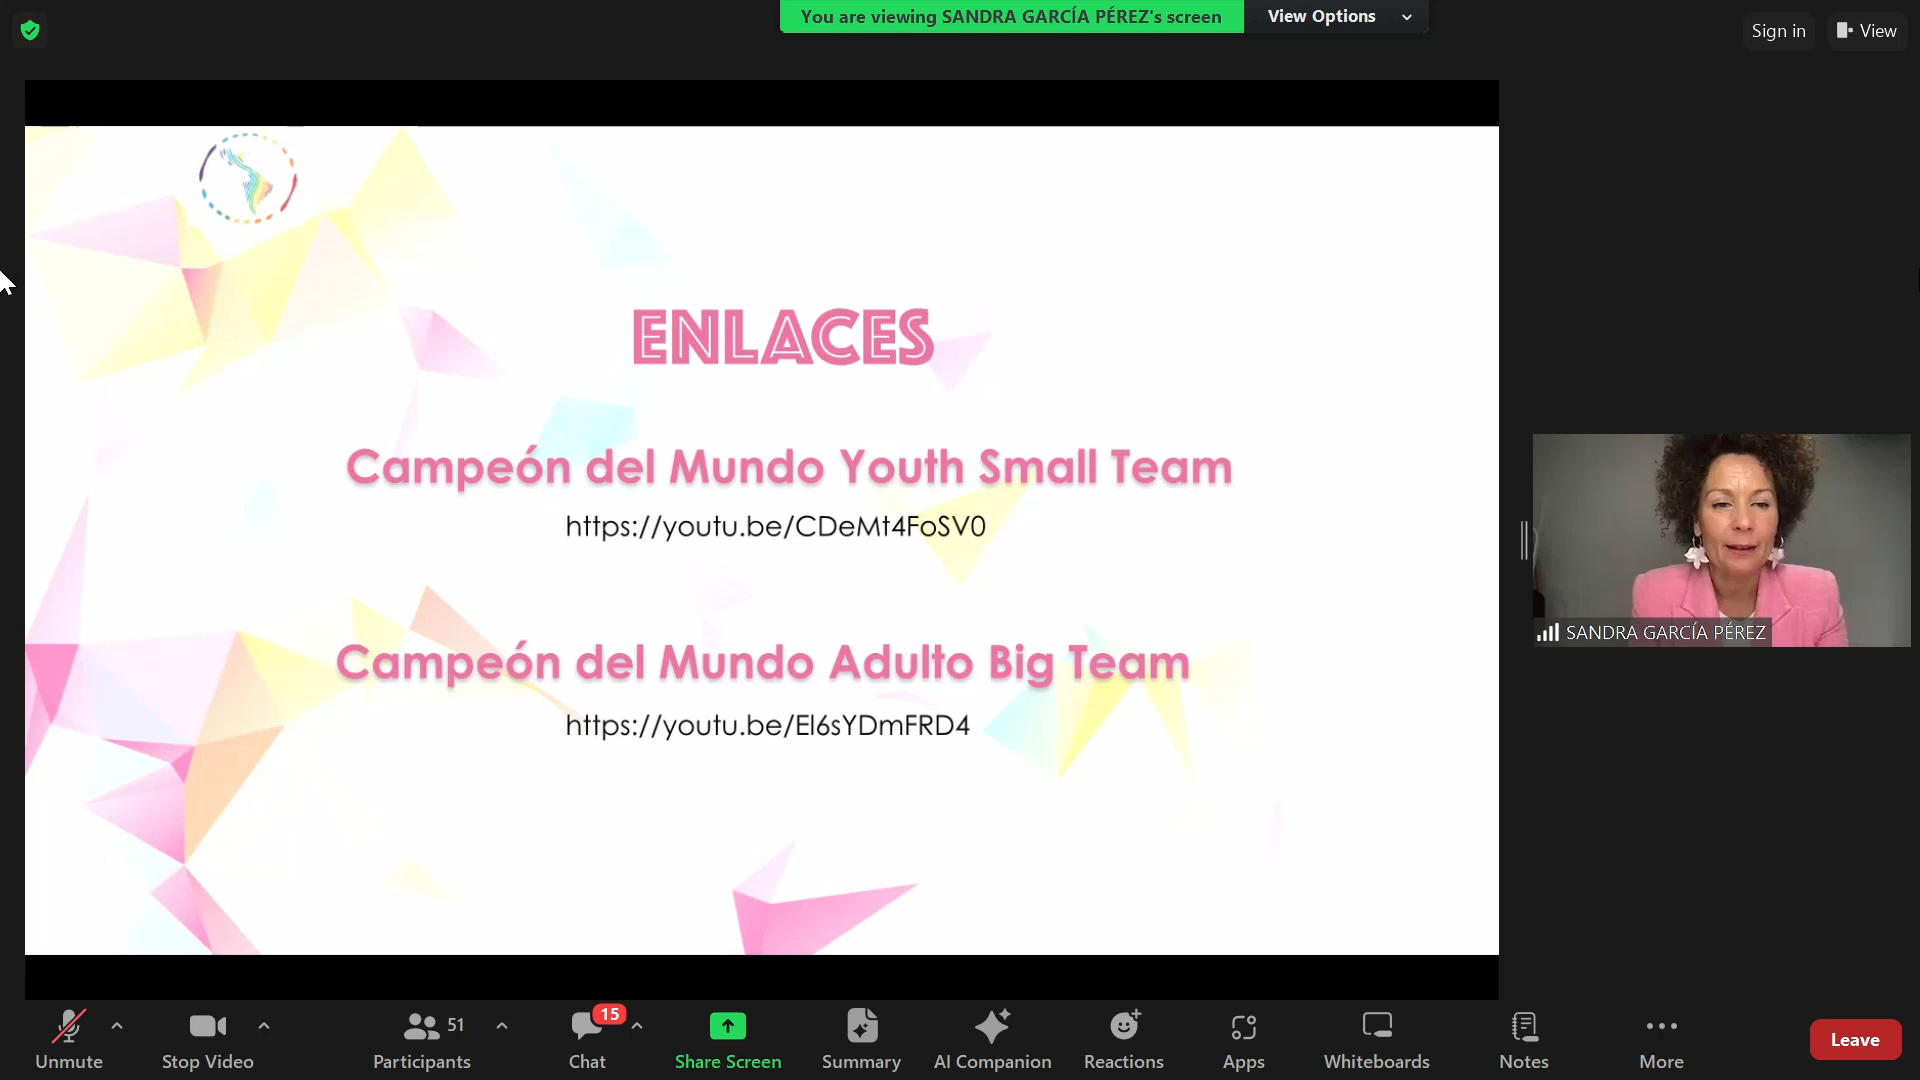 You are viewing SANDRA GARCÍA PÉREZ's screen
View Options
Sign in
View
ENLACES
Campeón del Mundo Youth Small Team
https://youtu.be/CDeMt4FoSV0
Campeón del Mundo Adulto Big Team
https://youtu.be/El6sYDmFRD4
SANDRA GARCÍA PÉREZ
Unmute
Stop Video
51
Participants
15
Chat
Share Screen
Summary
AI Companion
Reactions
Apps
Whiteboards
Notes
More
Leave